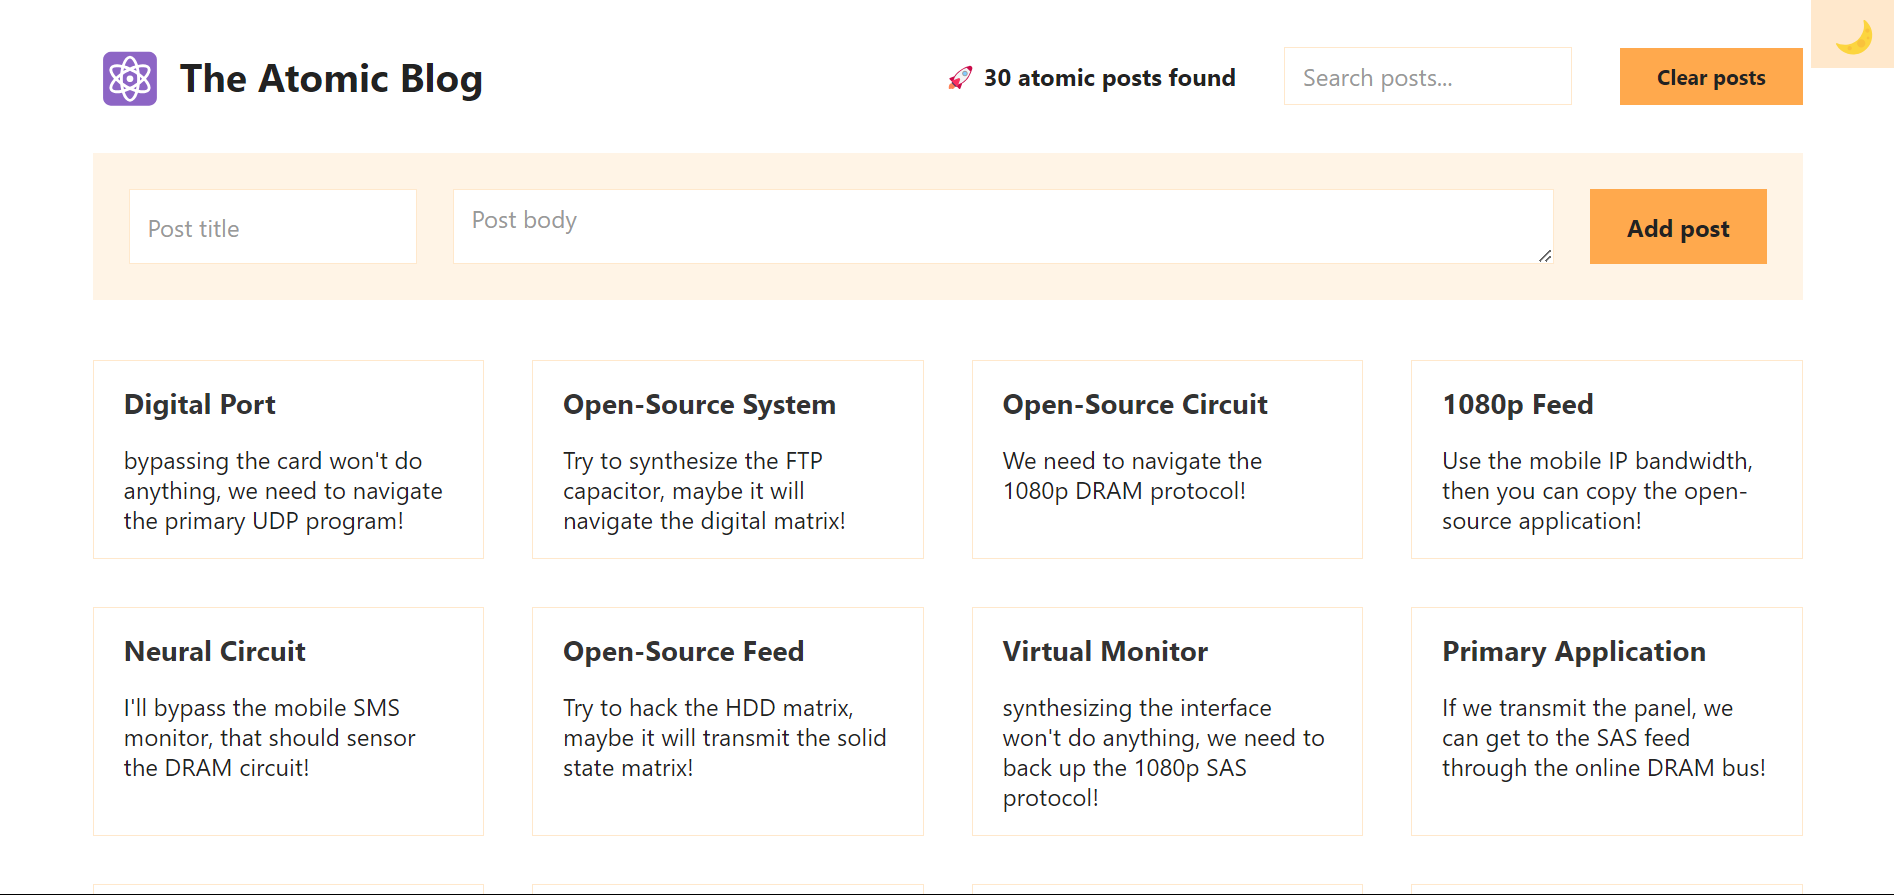 The Atomic Blog
🚀 30 atomic posts found
Search posts...
Clear posts
Post title
Post body
Add post
Digital Port
bypassing the card won't do
anything, we need to navigate
the primary UDP program!
Open-Source System
Try to synthesize the FTP
capacitor, maybe it will
navigate the digital matrix!
Open-Source Circuit
We need to navigate the
1080p DRAM protocol!
1080p Feed
Use the mobile IP bandwidth,
then you can copy the open-
source application!
Neural Circuit
I'll bypass the mobile SMS
monitor, that should sensor
the DRAM circuit!
Open-Source Feed
Try to hack the HDD matrix,
maybe it will transmit the solid
state matrix!
Virtual Monitor
synthesizing the interface
won't do anything, we need to
back up the 1080p SAS
protocol!
Primary Application
If we transmit the panel, we
can get to the SAS feed
through the online DRAM bus!